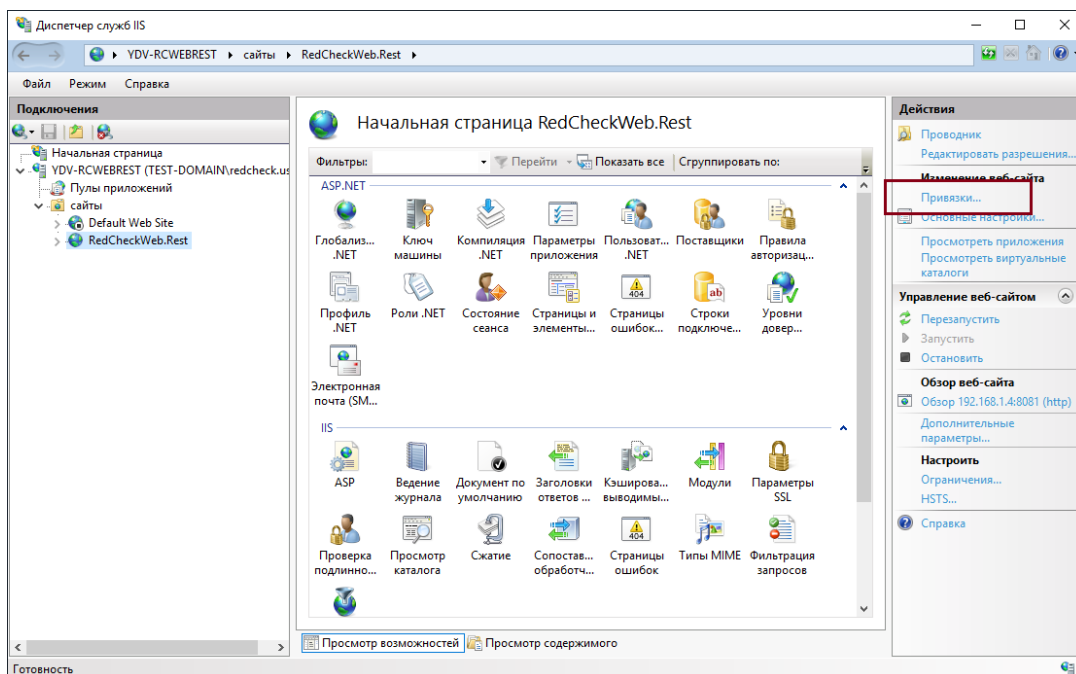 Диспетчер служб IIS
YDV-RCWEBREST
сайты
RedCheckWeb.Rest
Файл Режим Справка
Подключения
Начальная страница
YDV-RCWEBREST (TEST-DOMAIN\redcheck.us
Пулы приложений
сайты
Default Web Site
RedCheckWeb.Rest
Начальная страница RedCheckWeb.Rest
Фильтры: Перейти Показать все Сгруппировать по:
ASP.NET
Глобализ...
.NET
Ключ
машины
Компиляция
.NET
Параметры
приложения
Пользоват...
.NET
Поставщики
Правила
авторизац...
Профиль
.NET
Роли .NET
Состояние
сеанса
Страницы и
элементы...
404
Страницы
ошибок...
ab
Строки
подключе...
Уровни
довер...
Электронная
почта (SM...
IIS
ASP
Ведение
журнала
Документ по
умолчанию
Заголовки
ответов ...
Кэширова...
выводимы...
Модули
Параметры
SSL
Проверка
подлинно...
Просмотр
каталога
Сжатие
Сопостав...
обработч...
404
Страницы
ошибок
Типы MIME
Фильтрация
запросов
Просмотр возможностей Просмотр содержимого
Действия
Проводник
Редактировать разрешения...
Изменение веб-сайта
Привязки...
Основные настройки...
Просмотреть приложения
Просмотреть виртуальные
каталоги
Управление веб-сайтом
Перезапустить
Запустить
Остановить
Обзор веб-сайта
Обзор 192.168.1.4:8081 (http)
Дополнительные
параметры...
Настроить
Ограничения...
HSTS...
Справка
Готовность